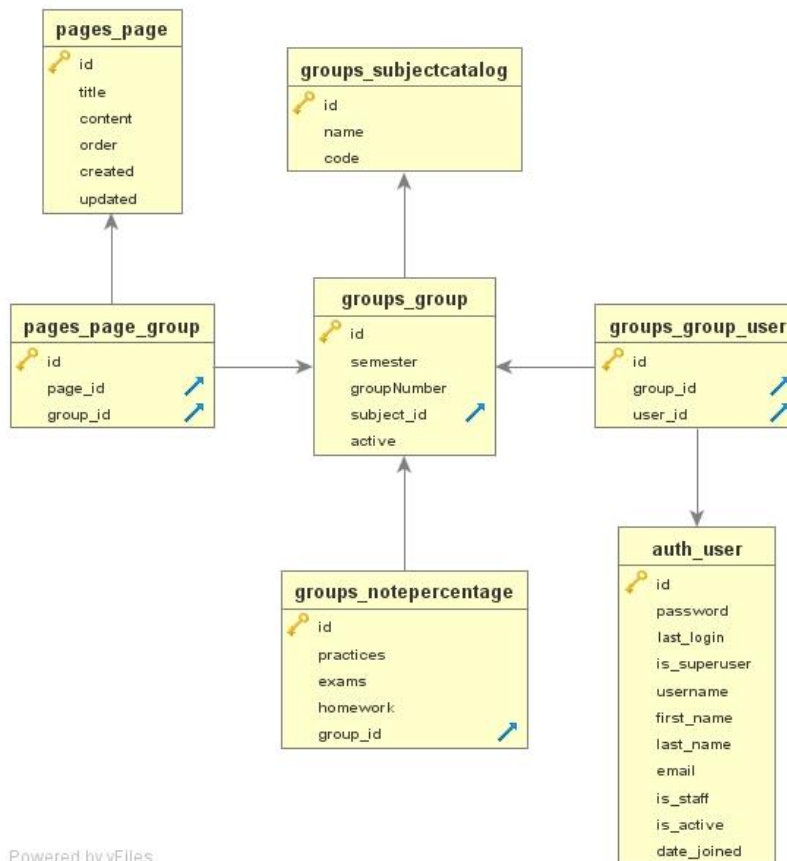 pages_page
id
title
content
order
created
updated
groups_subjectcatalog
id
name
code
pages_page_group
id
page_id
group_id
groups_group
id
semester
groupNumber
subject_id
active
groups_group_user
id
group_id
user_id
groups_notepercentage
id
practices
exams
homework
group_id
auth_user
id
password
last_login
is_superuser
username
first_name
last_name
email
is_staff
is_active
date_joined
Powered by yFiles